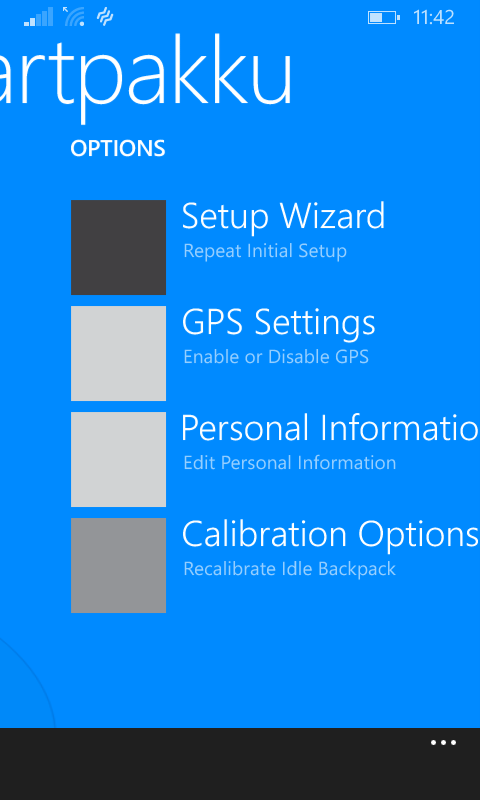 11:42
artpakku
OPTIONS
Setup Wizard
Repeat Initial Setup
GPS Settings
Enable or Disable GPS
Personal Informatio
Edit Personal Information
Calibration Options
Recalibrate Idle Backpack